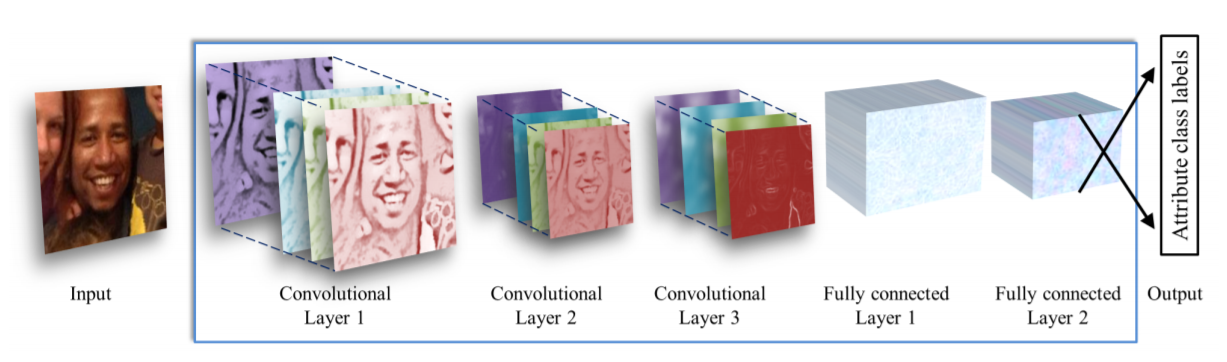 Input
Convolutional
Layer 1
Convolutional
Layer 2
Convolutional
Layer 3
Fully connected
Layer 1
Fully connected
Layer 2
Output
Attribute class labels